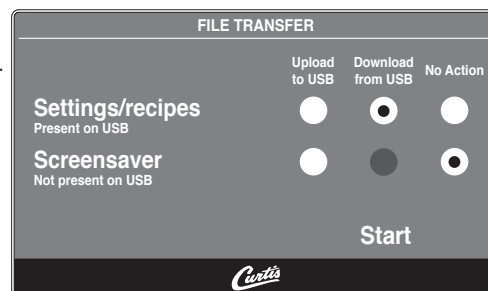 FILE TRANSFER
Upload to USB
Download from USB
No Action
Settings/recipes
Present on USB
Screensaver
Not present on USB
Start
Curtis